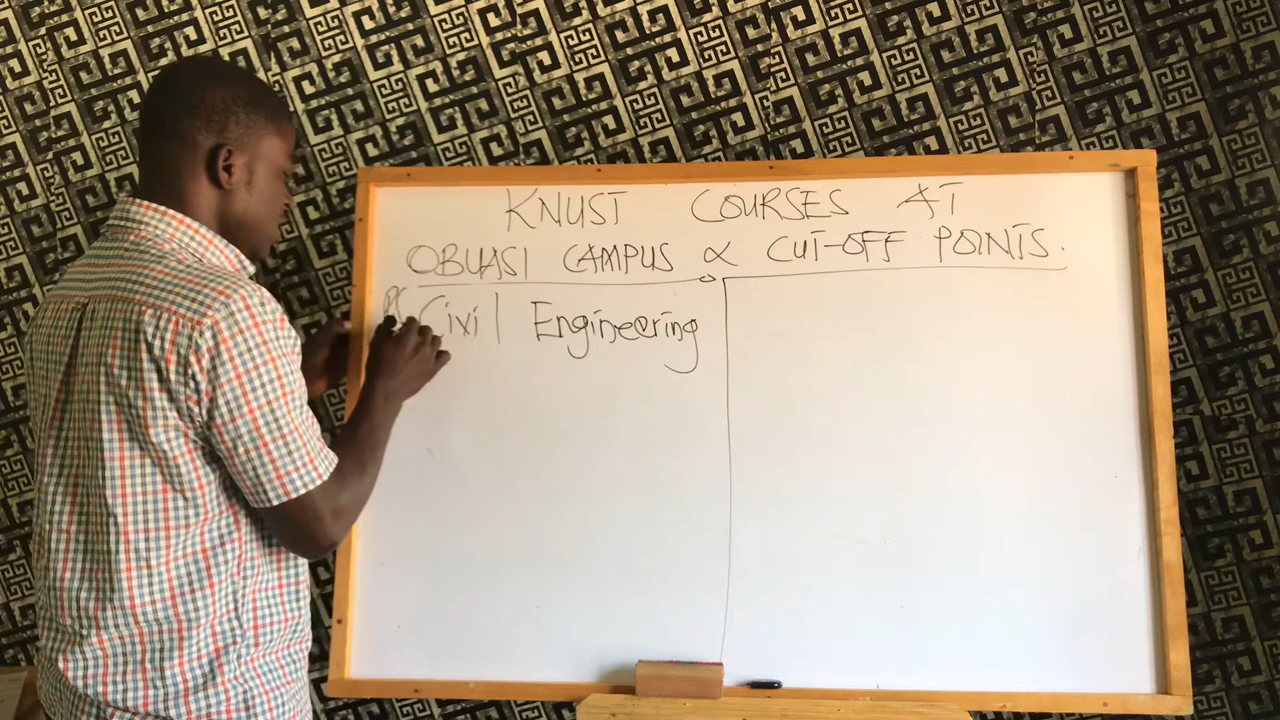 KNUST COURSES AT
OBUASI CAMPUS & CUT-OFF POINTS.
Civil Engineering